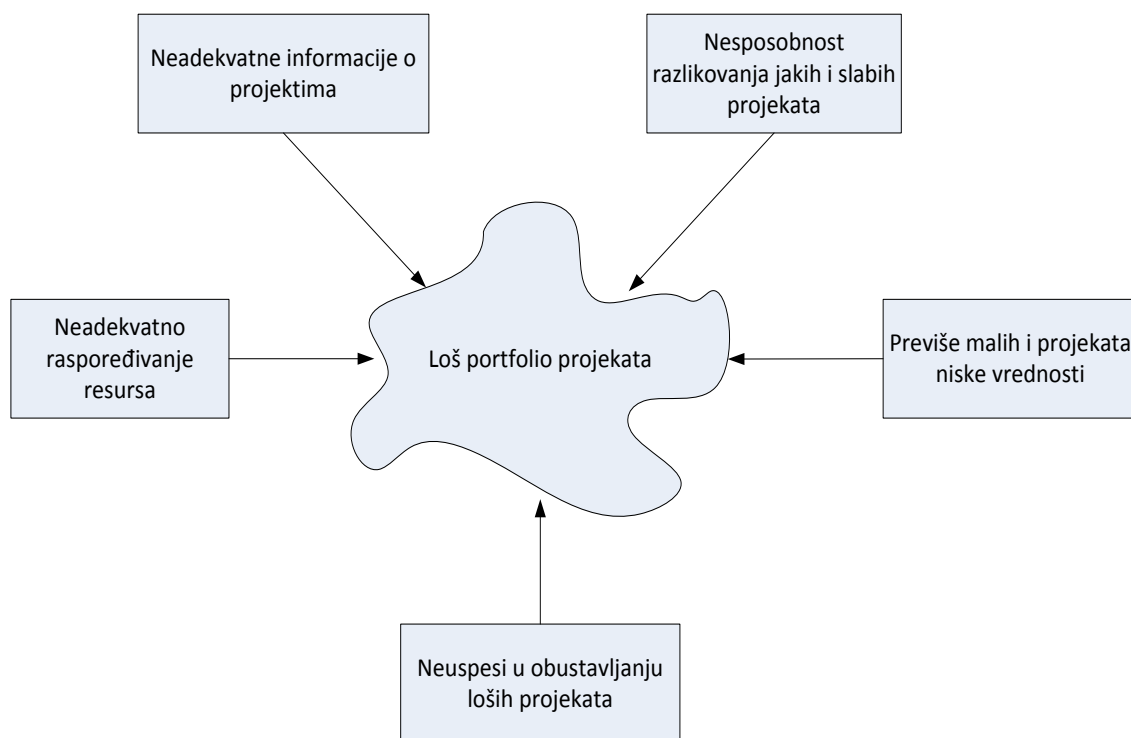 Neadekvatne informacije o
projektima
Nesposobnost
razlikovanja jakih i slabih
projekata
Neadekvatno
raspoređivanje
resursa
Loš portfolio projekata
Previše malih i projekata
niske vrednosti
Neuspesi u obustavljanju
loših projekata